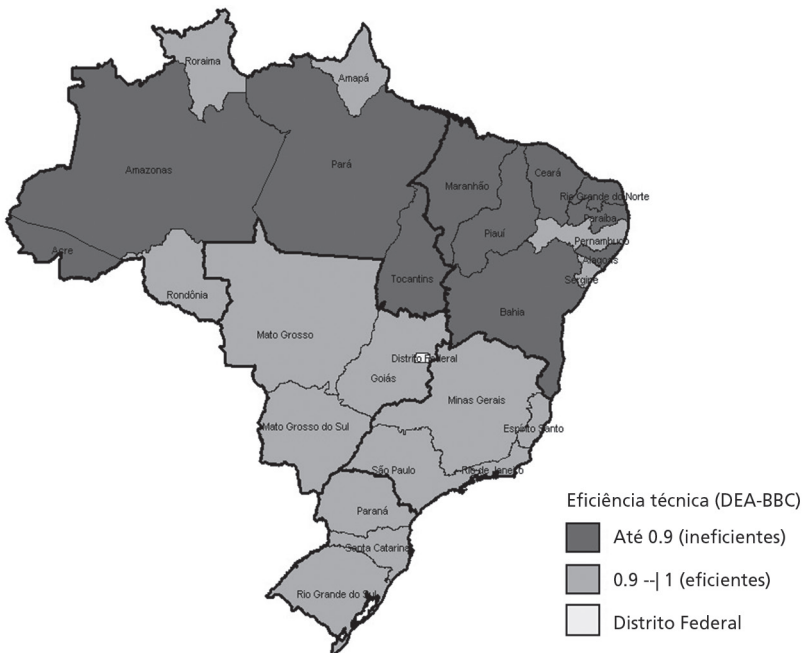 Roraima
Amapá
Amazonas
Pará
Maranhão
Ceará
Rio Grande do Norte
Paraíba
Piauí
Pernambuco
Acre
Alagoas
Tocantins
Sergipe
Rondônia
Bahia
Mato Grosso
Distrito Federal
Goiás
Minas Gerais
Mato Grosso do Sul
Espírito Santo
São Paulo
Rio de Janeiro
Paraná
Santa Catarina
Rio Grande do Sul
Eficiência técnica (DEA-BBC)
Até 0.9 (ineficientes)
0.9 --| 1 (eficientes)
Distrito Federal